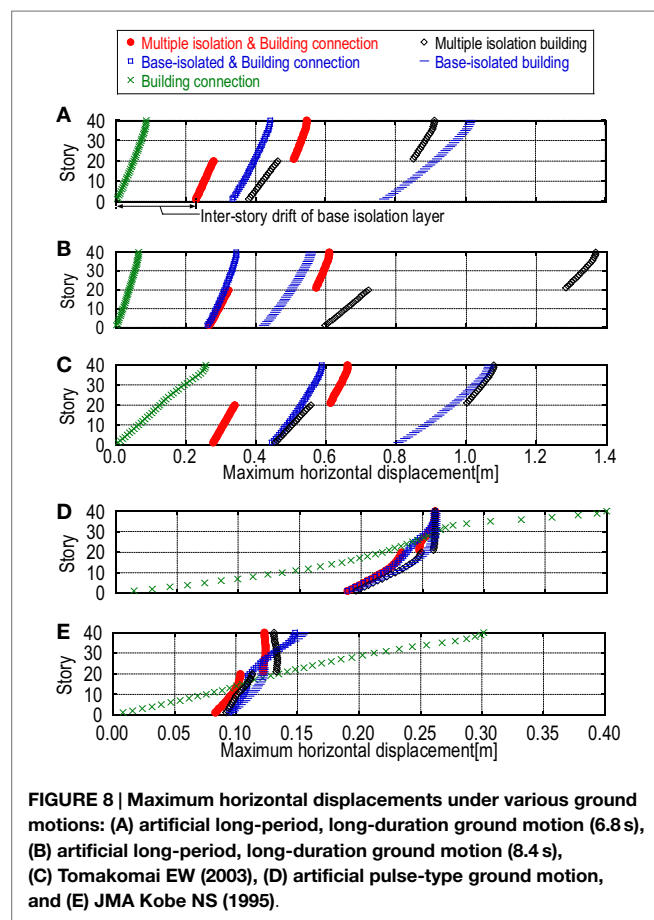 Multiple isolation & Building connection
Multiple isolation building
Base-isolated & Building connection
Base-isolated building
Building connection
A
40
30
20
10
0
Story
Inter-story drift of base isolation layer
B
40
30
20
10
0
Story
C
40
30
20
10
0
Story
0.0 0.2 0.4 0.6 0.8 1.0 1.2 1.4
Maximum horizontal displacement[m]
D
40
30
20
10
0
Story
E
40
30
20
10
0
Story
0.00 0.05 0.10 0.15 0.20 0.25 0.30 0.35 0.40
Maximum horizontal displacement[m]
FIGURE 8 | Maximum horizontal displacements under various ground
motions: (A) artificial long-period, long-duration ground motion (6.8 s),
(B) artificial long-period, long-duration ground motion (8.4 s),
(C) Tomakomai EW (2003), (D) artificial pulse-type ground motion,
and (E) JMA Kobe NS (1995).